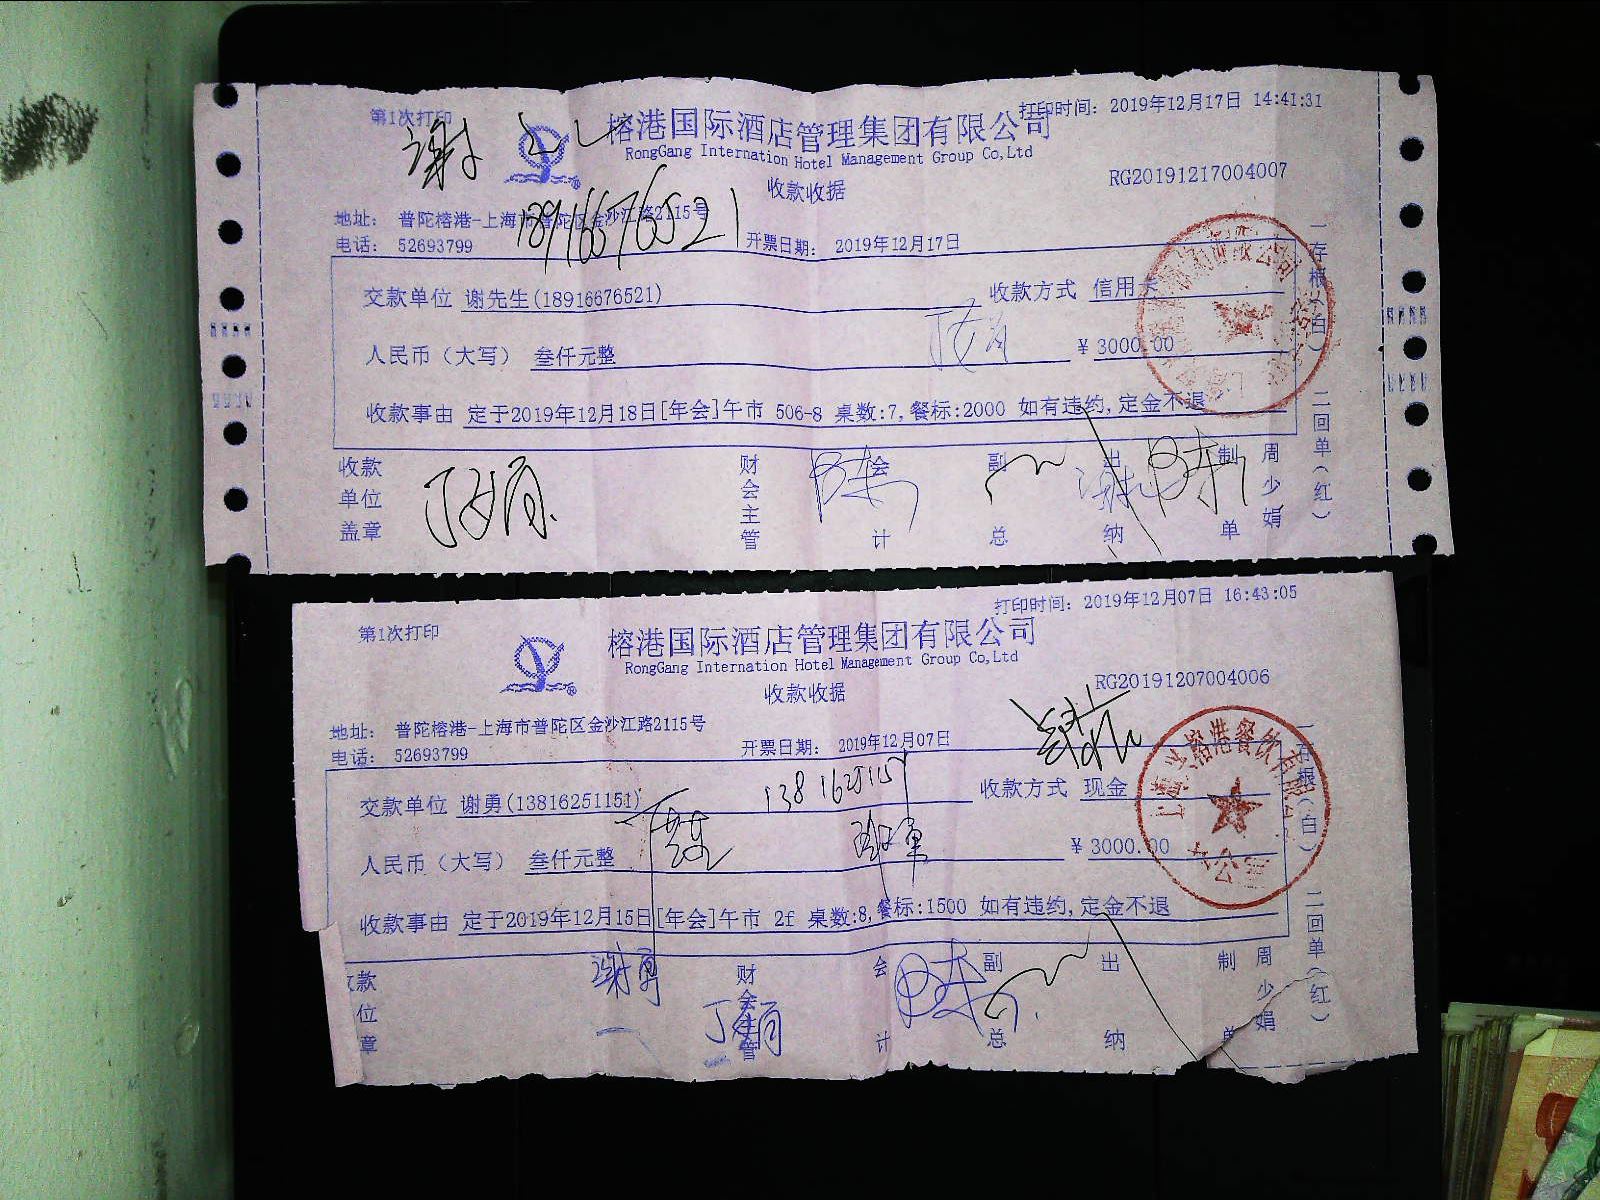 第1次打印
打印时间: 2019年12月17日 14:41:31
榕港国际酒店管理集团有限公司
RongGang Internation Hotel Management Group Co,Ltd
收款收据
RG20191217004007
谢
18916676521
地址: 普陀榕港-上海市普陀区金沙江路2115号
电话: 52693799
开票日期: 2019年12月17日
交款单位 谢先生(18916676521)
收款方式 信用卡
人民币(大写) 叁仟元整
¥ 3000.00
收款事由 定于2019年12月18日[年会]午市 506-8 桌数:7,餐标:2000 如有违约,定金不退
收款单位盖章
财会主管
会计
副总
出纳
制单
周少娟
一存根(白)
二回单(红)
第1次打印
打印时间: 2019年12月07日 16:43:05
榕港国际酒店管理集团有限公司
RongGang Internation Hotel Management Group Co,Ltd
收款收据
RG20191207004006
地址: 普陀榕港-上海市普陀区金沙江路2115号
电话: 52693799
开票日期: 2019年12月07日
交款单位 谢勇(13816251151)
收款方式 现金
人民币(大写) 叁仟元整
¥ 3000.00
收款事由 定于2019年12月15日[年会]午市 2f 桌数:8,餐标:1500 如有违约,定金不退
谢勇
款
位
章
财会主管
会计
副总
出纳
制单
周少娟
存根(白)
二回单(红)